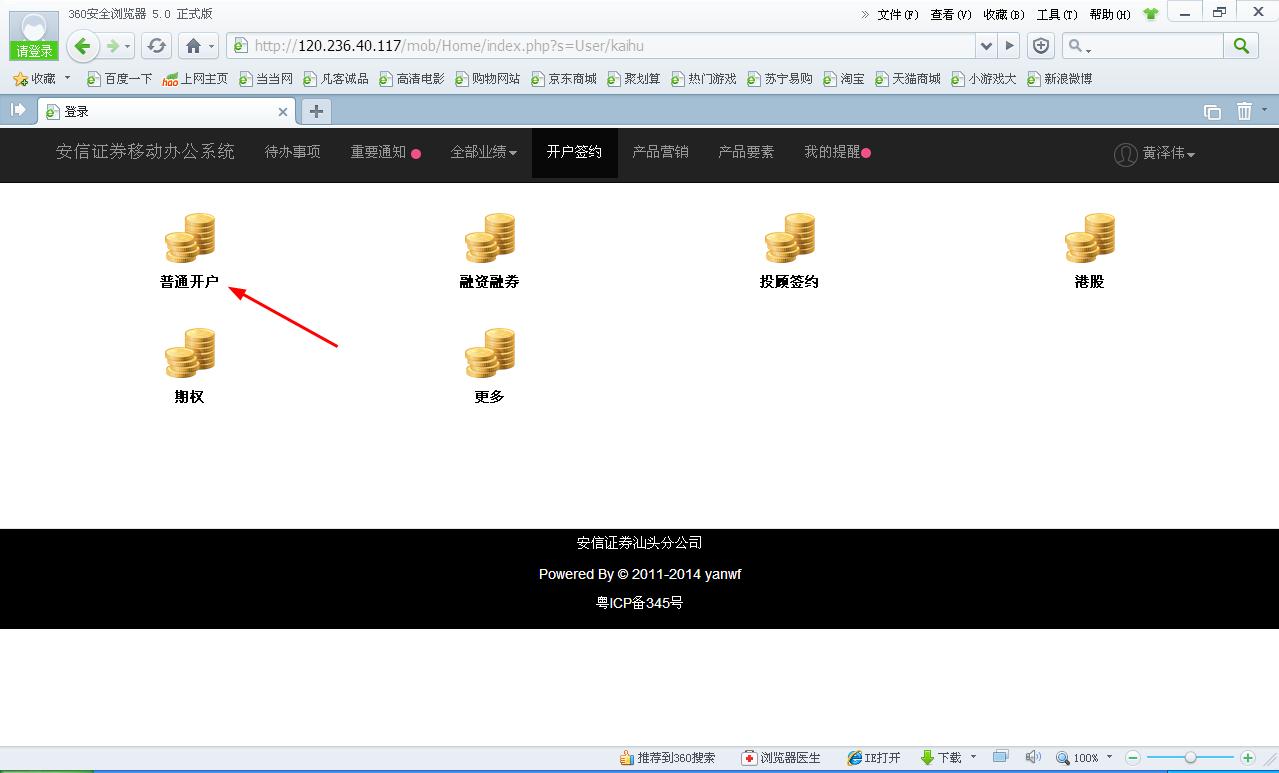 360安全浏览器 5.0 正式版
» 文件(F) 查看(V) 收藏(B) 工具(T) 帮助(H)
请登录
http://120.236.40.117/mob/Home/index.php?s=User/kaihu
收藏 百度一下 hao 上网主页 当当网 凡客诚品 高清电影 购物网站 京东商城 聚划算 热门游戏 苏宁易购 淘宝 天猫商城 小游戏大 新浪微博
登录
安信证券移动办公系统 待办事项 重要通知 全部业绩 开户签约 产品营销 产品要素 我的提醒 黄泽伟
普通开户 融资融券 投顾签约 港股
期权 更多
安信证券汕头分公司
Powered By © 2011-2014 yanwf
粤ICP备345号
推荐到360搜索 浏览器医生 IE打开 下载 100%